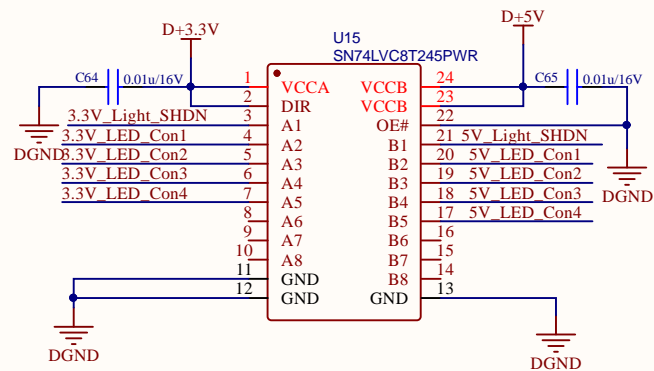 D+3.3V
D+5V
U15
SN74LVC8T245PWR
C64 0.01u/16V
C65 0.01u/16V
1 VCCA VCCB 24
2 DIR VCCB 23
3.3V_Light_SHDN 3 A1 OE# 22
3.3V_LED_Con1 4 A2 B1 21 5V_Light_SHDN
3.3V_LED_Con2 5 A3 B2 20 5V_LED_Con1
3.3V_LED_Con3 6 A4 B3 19 5V_LED_Con2
3.3V_LED_Con4 7 A5 B4 18 5V_LED_Con3
8 A6 B5 17 5V_LED_Con4
9 A7 B6 16
10 A8 B7 15
11 GND B8 14
12 GND GND 13
DGND
DGND
DGND
DGND